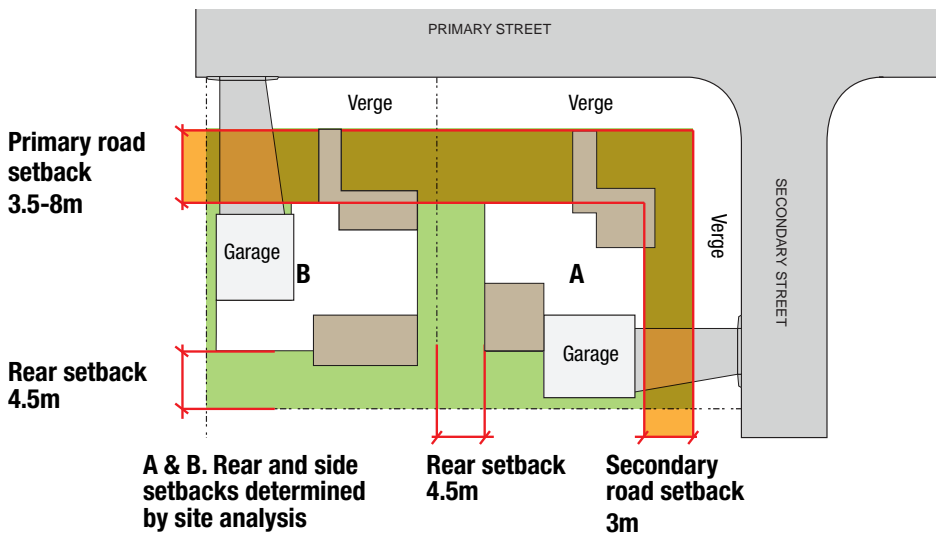 PRIMARY STREET
Verge
Verge
Primary road
setback
3.5-8m
SECONDARY STREET
Verge
Garage
B
A
Garage
Rear setback
4.5m
A & B. Rear and side
setbacks determined
by site analysis
Rear setback
4.5m
Secondary
road setback
3m